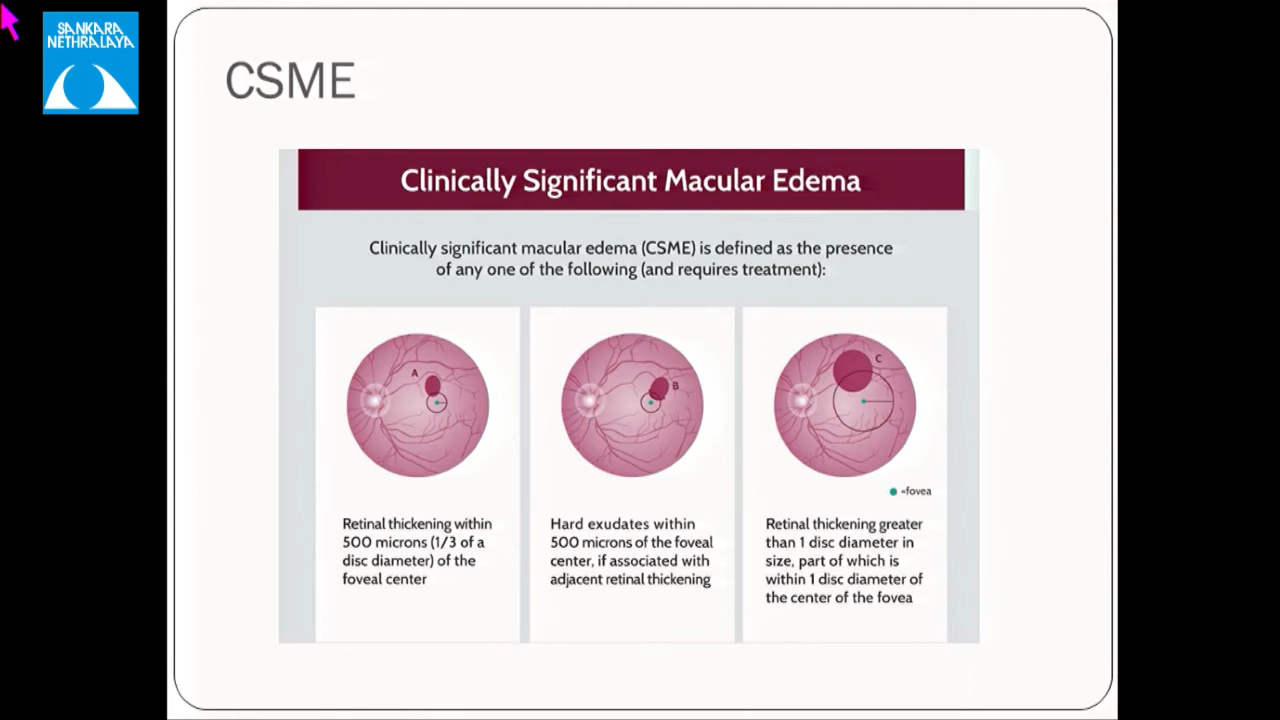 SANKARA
NETHRALAYA
CSME
Clinically Significant Macular Edema
Clinically significant macular edema (CSME) is defined as the presence
of any one of the following (and requires treatment):
A
Retinal thickening within
500 microns (1/3 of a
disc diameter) of the
foveal center
B
Hard exudates within
500 microns of the foveal
center, if associated with
adjacent retinal thickening
C
=fovea
Retinal thickening greater
than 1 disc diameter in
size, part of which is
within 1 disc diameter of
the center of the fovea